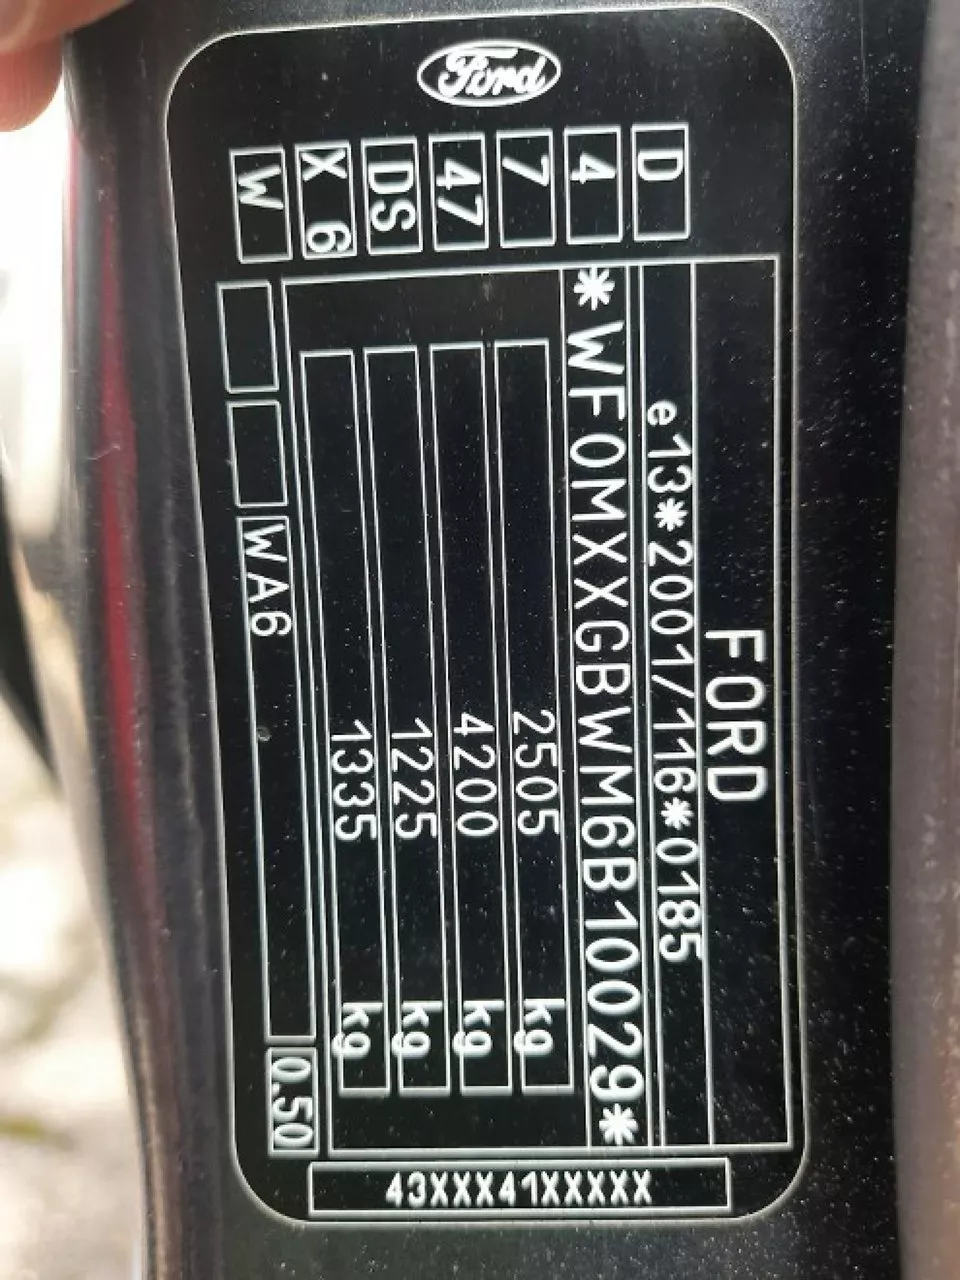 Ford
FORD
e13*2001/116*0185
*WF0MXXGBWM6B10029*
2505 kg
4200 kg
1225 kg
1335 kg
D
4
7
47
DS
X 6
W
WA6
0.50
43XXX41XXXXX